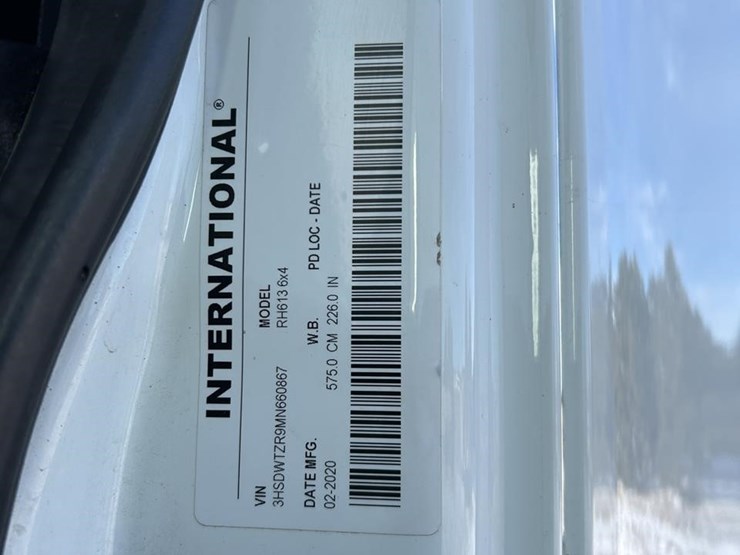 INTERNATIONAL®
VIN MODEL
3HSDWTZR9MN660867 RH613 6x4
DATE MFG. W.B. PD LOC - DATE
02-2020 575.0 CM 226.0 IN